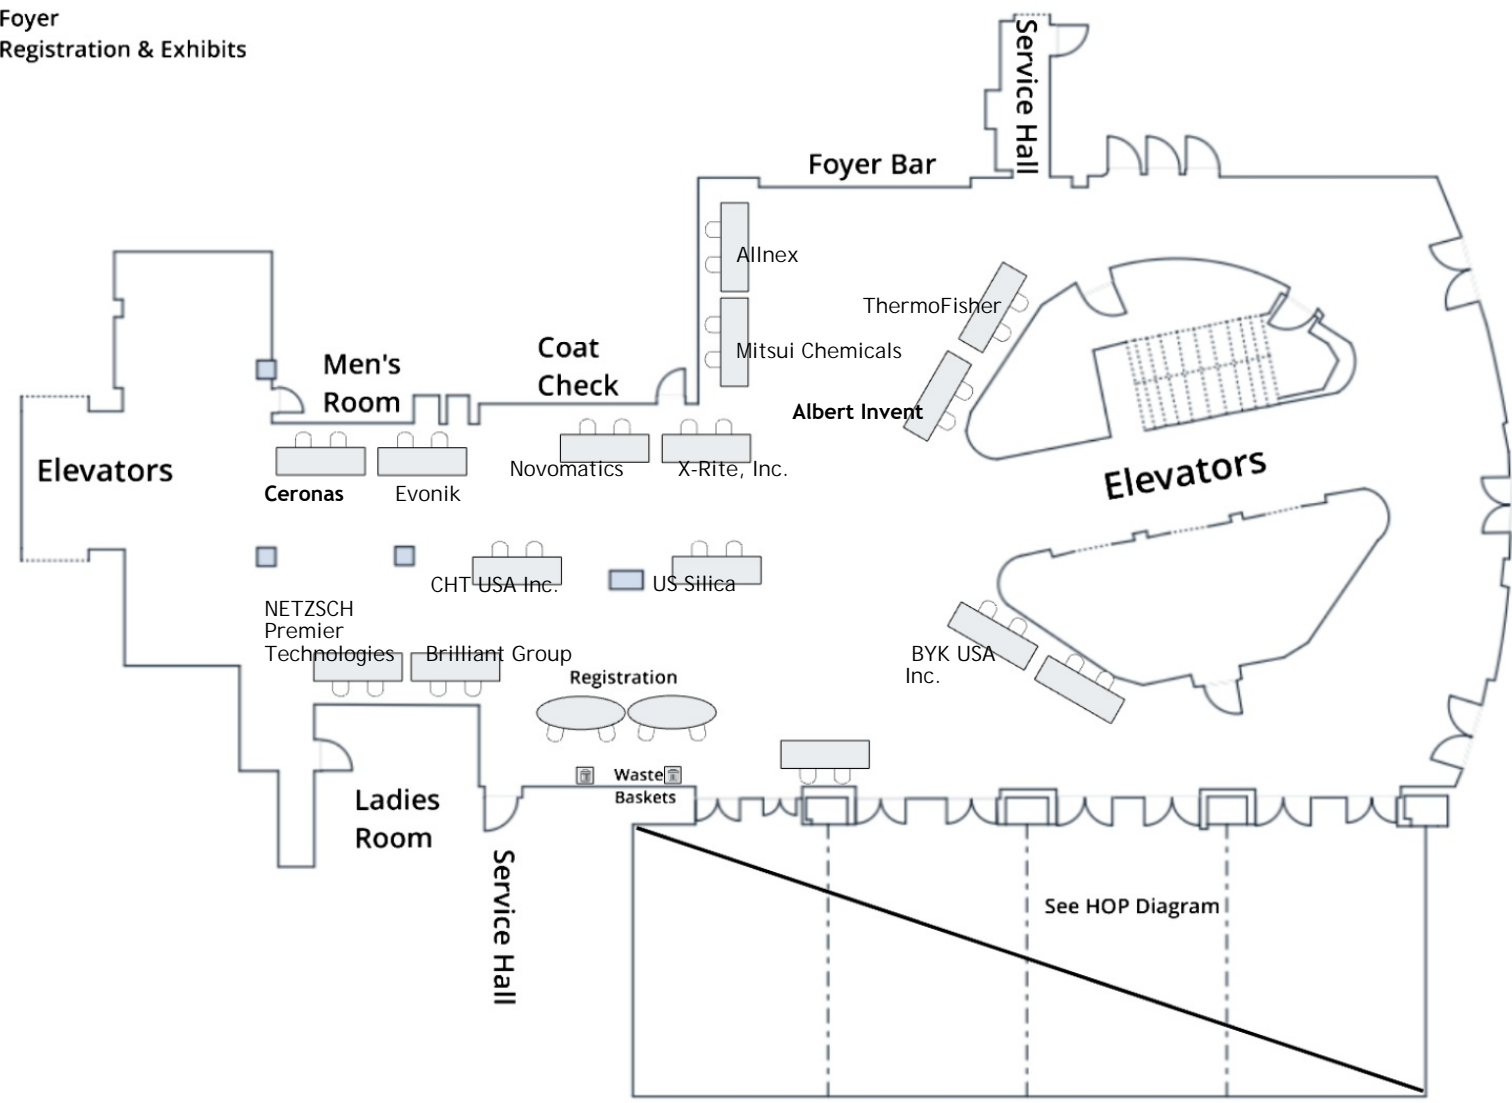 Foyer
Registration & Exhibits
Service Hall
Foyer Bar
Allnex
ThermoFisher
Mitsui Chemicals
Men's
Room
Coat
Check
Albert Invent
Elevators
Ceronas
Evonik
Novomatics
X-Rite, Inc.
Elevators
CHT USA Inc.
US Silica
NETZSCH
Premier
Technologies
Brilliant Group
BYK USA
Inc.
Registration
Waste
Baskets
Ladies
Room
Service Hall
See HOP Diagram